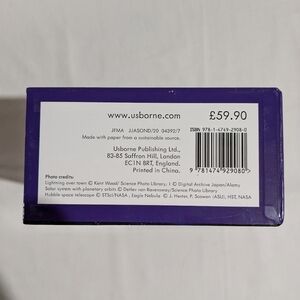 www.usborne.com
£59.90
JFMA JJASOND/20 04392/7
Made with paper from a sustainable source.
ISBN 978-1-4749-2908-0
Usborne Publishing Ltd.,
83-85 Saffron Hill, London
EC1N 8RT, England.
Printed in China.
9 781474 929080 >
Photo credits:
Lightning over town © Kent Wood/ Science Photo Library, 1 © Digital Archive Japan/Alamy
Solar system with planetary orbits © Detlev van Ravenswaay/Science Photo Library
Hubble space telescope © STScI/NASA, Eagle Nebula © J. Hester, P. Scowen (ASU), HST, NASA